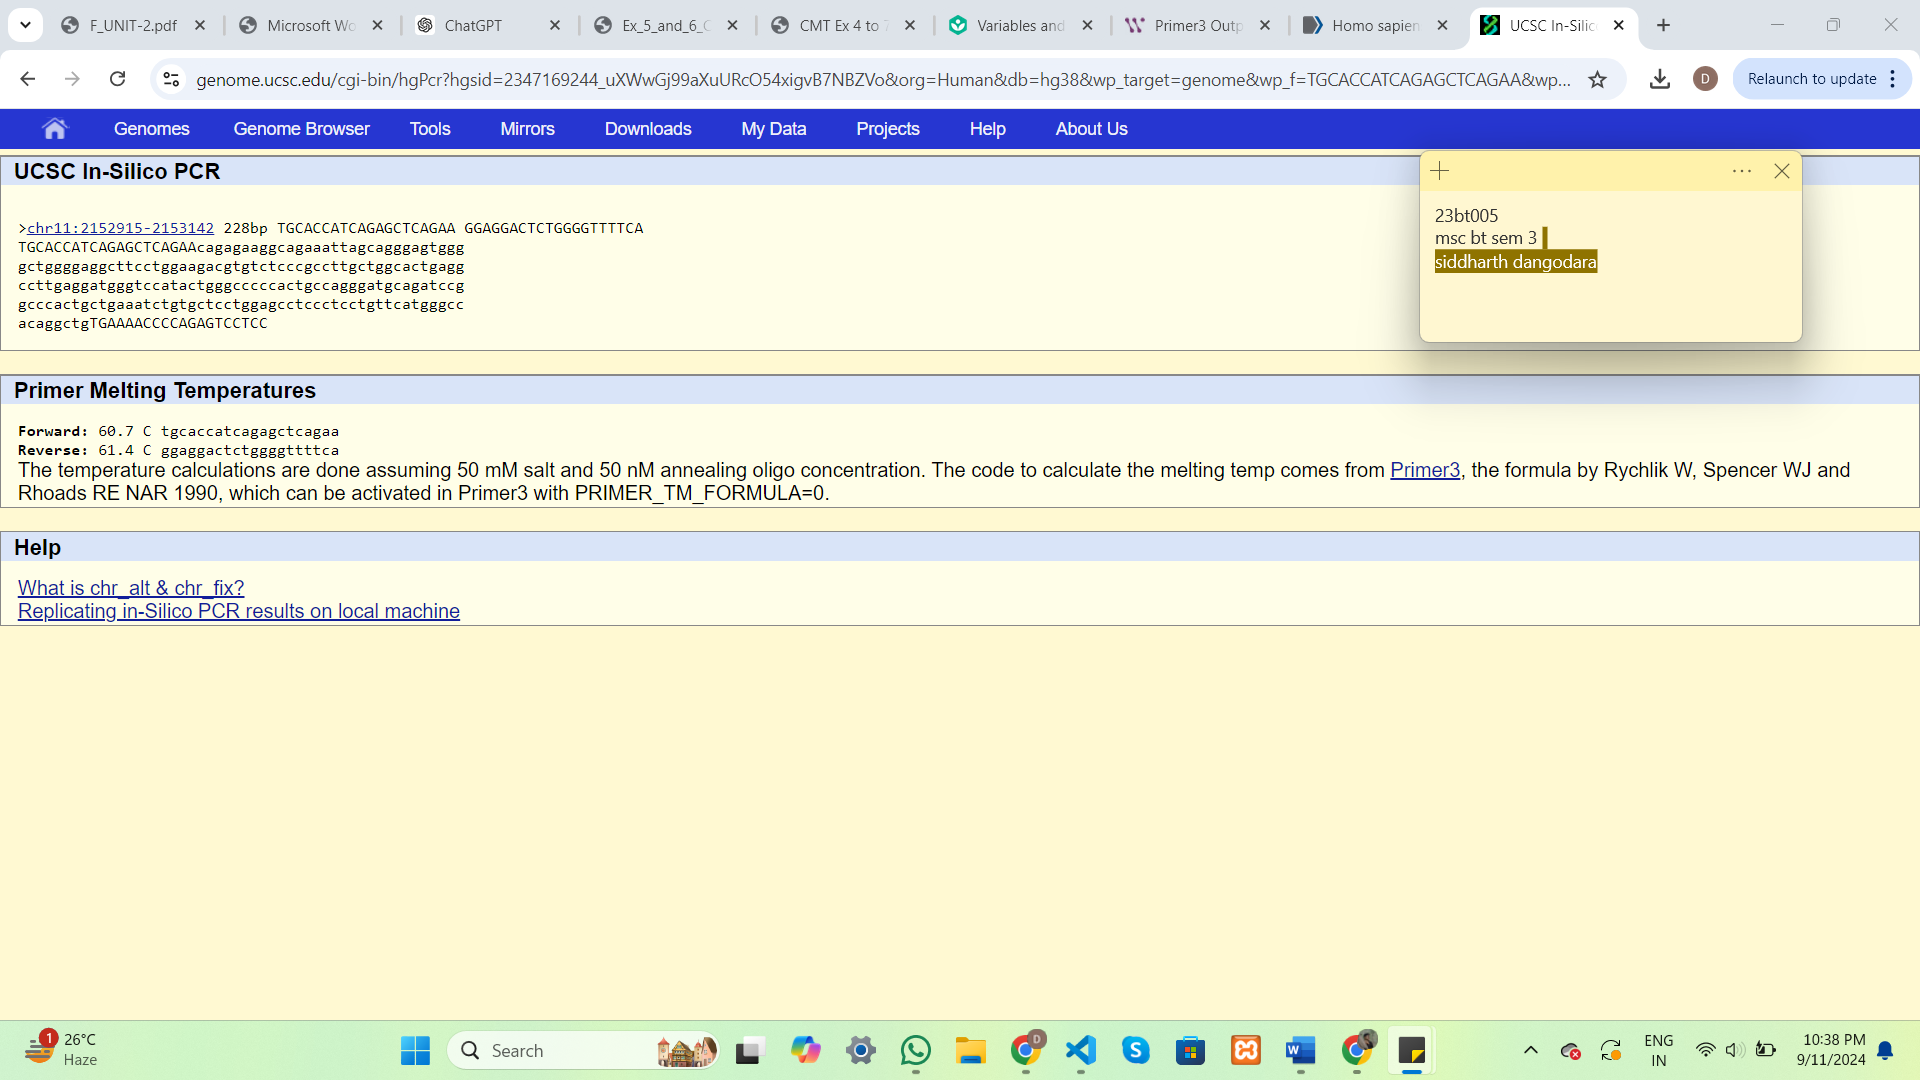 F_UNIT-2.pdf
Microsoft Wo
ChatGPT
Ex_5_and_6_C
CMT Ex 4 to 7
Variables and
Primer3 Outp
Homo sapien
UCSC In-Silic
genome.ucsc.edu/cgi-bin/hgPcr?hgsid=2347169244_uXWwGj99aXuURcO54xigvB7NBZVo&org=Human&db=hg38&wp_target=genome&wp_f=TGCACCATCAGAGCTCAGAA&wp...
D
Relaunch to update
Genomes
Genome Browser
Tools
Mirrors
Downloads
My Data
Projects
Help
About Us
UCSC In-Silico PCR
>chr11:2152915-2153142 228bp TGCACCATCAGAGCTCAGAA GGAGGACTCTGGGGTTTTCA
TGCACCATCAGAGCTCAGAAcagagaaggcagaaattagcagggagtggg
gctggggaggcttcctggaagacgtgtctcccgccttgctggcactgagg
ccttgaggatgggtccatactgggcccccactgccagggatgcagatccg
gcccactgctgaaatctgtgctcctggagcctccctcctgttcatgggcc
acaggctgTGAAAACCCCAGAGTCCTCC
23bt005
msc bt sem 3
siddharth dangodara
Primer Melting Temperatures
Forward: 60.7 C tgcaccatcagagctcagaa
Reverse: 61.4 C ggaggactctggggttttca
The temperature calculations are done assuming 50 mM salt and 50 nM annealing oligo concentration. The code to calculate the melting temp comes from Primer3, the formula by Rychlik W, Spencer WJ and
Rhoads RE NAR 1990, which can be activated in Primer3 with PRIMER_TM_FORMULA=0.
Help
What is chr_alt & chr_fix?
Replicating in-Silico PCR results on local machine
1
26°C
Haze
Search
D
ENG
IN
10:38 PM
9/11/2024